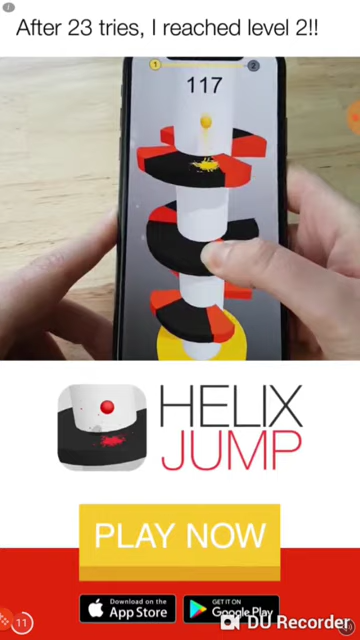 After 23 tries, I reached level 2!!
1
2
117
HELIX
JUMP
PLAY NOW
Download on the
App Store
GET IT ON
Google Play
DU Recorder
11